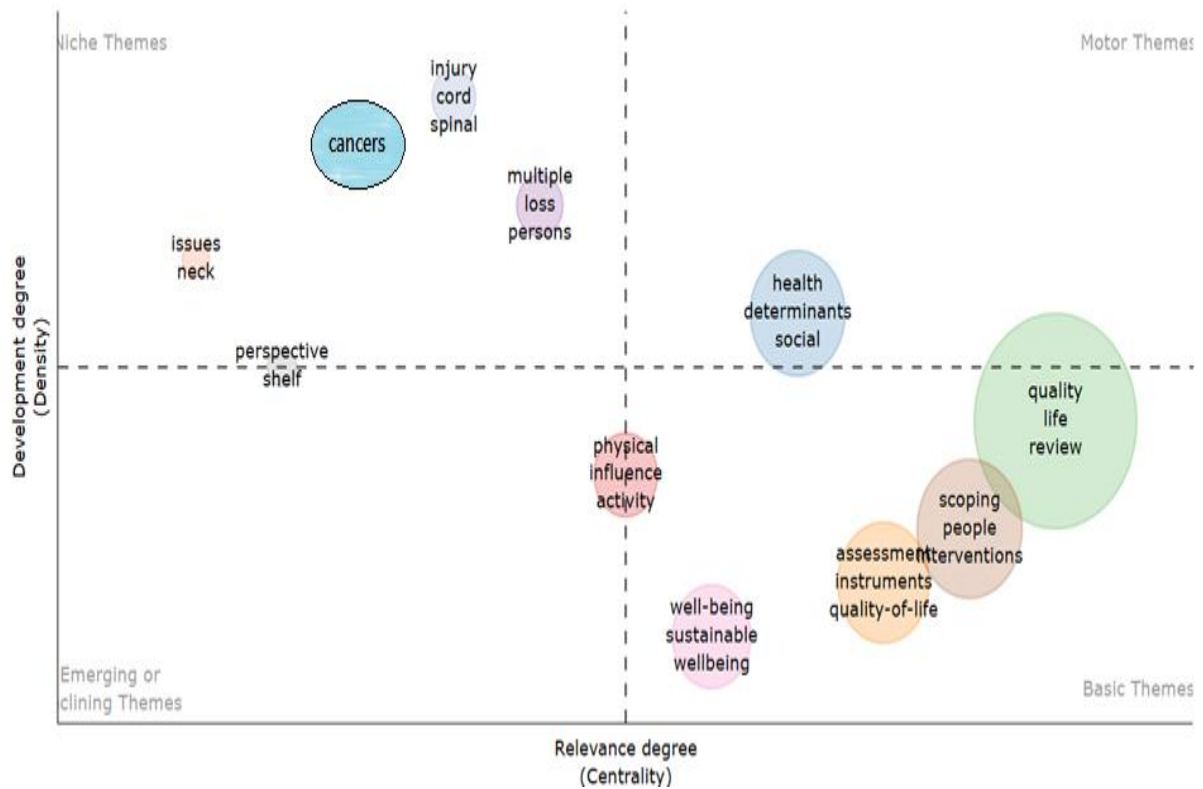 Niche Themes
Motor Themes
injury
cord
spinal
cancers
multiple
loss
persons
issues
neck
health
determinants
social
perspective
shelf
quality
life
review
physical
influence
activity
scoping
people
interventions
assessment
instruments
quality-of-life
well-being
sustainable
wellbeing
Emerging or
clining Themes
Basic Themes
Development degree
(Density)
Relevance degree
(Centrality)